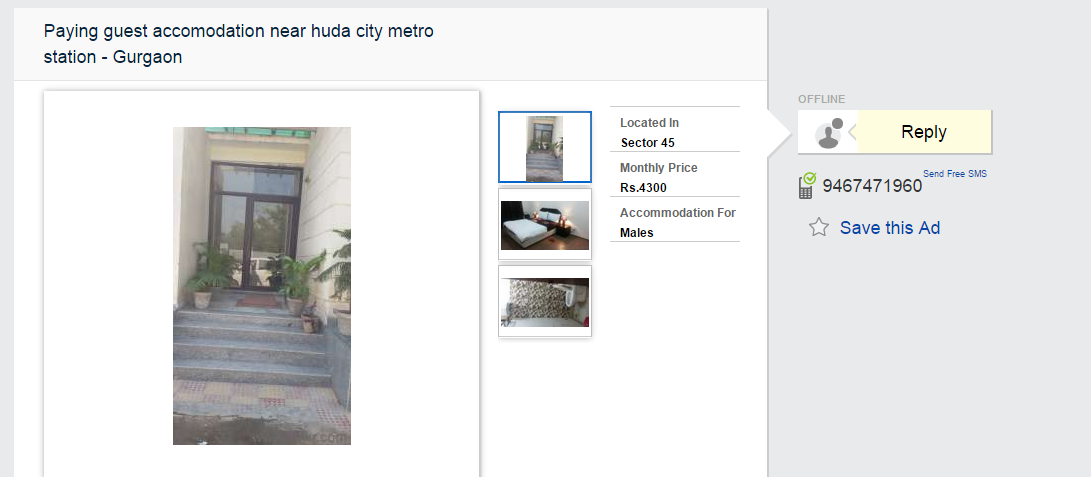 Paying guest accomodation near huda city metro
station - Gurgaon
Located In
Sector 45
Monthly Price
Rs.4300
Accommodation For
Males
OFFLINE
Reply
9467471960
Send Free SMS
Save this Ad